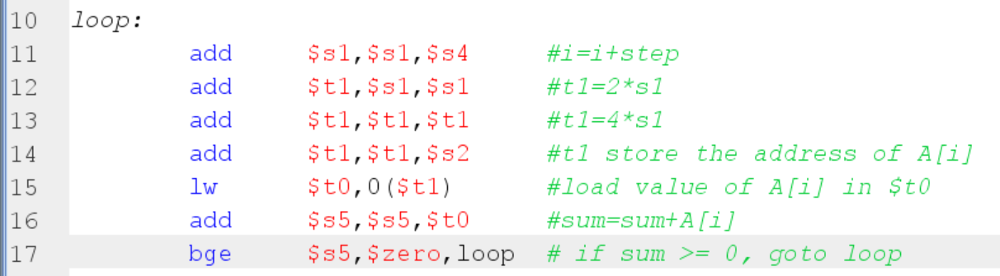 10 loop:
11 add $s1,$s1,$s4 #i=i+step
12 add $t1,$s1,$s1 #t1=2*s1
13 add $t1,$t1,$t1 #t1=4*s1
14 add $t1,$t1,$s2 #t1 store the address of A[i]
15 lw $t0,0($t1) #load value of A[i] in $t0
16 add $s5,$s5,$t0 #sum=sum+A[i]
17 bge $s5,$zero,loop # if sum >= 0, goto loop